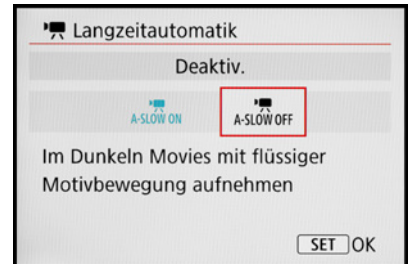 Langzeitautomatik
Deaktiv.
A-SLOW ON
A-SLOW OFF
Im Dunkeln Movies mit flüssiger
Motivbewegung aufnehmen
SET OK